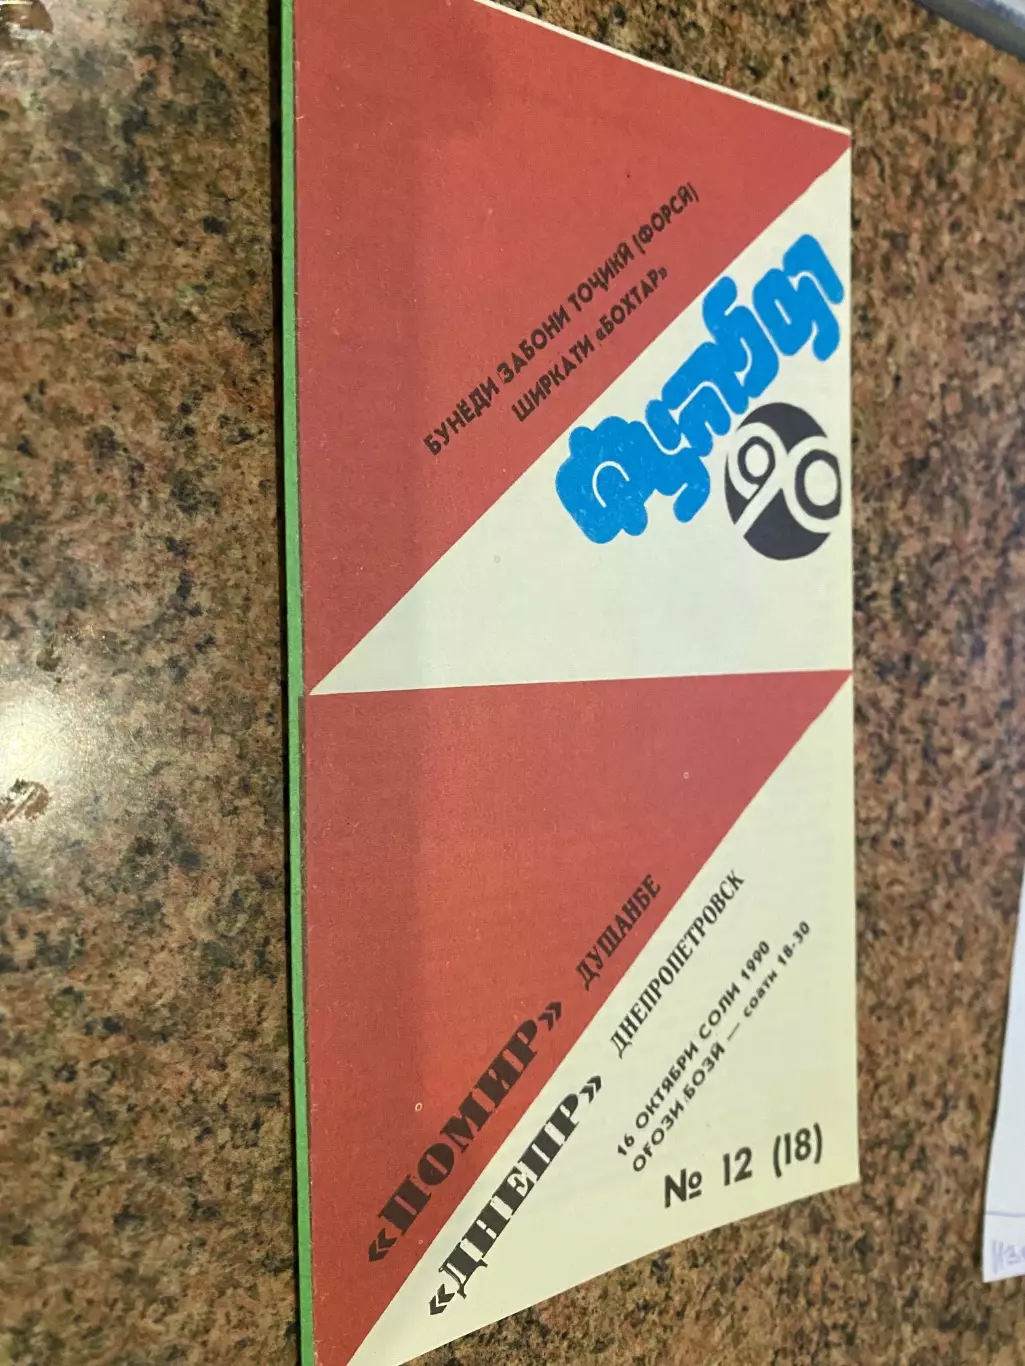 БУНЁДИ ЗАБОНИ ТОҶИКӢ (ФОРСӢ)
ШИРКАТИ «БОХТАР»
футбол
90
«ПОМИР» ДУШАНБЕ
«ДНЕПР» ДНЕПРОПЕТРОВСК
16 ОКТЯБРИ СОЛИ 1990
ОҒОЗИ БОЗӢ — соати 18-30
№ 12 (18)